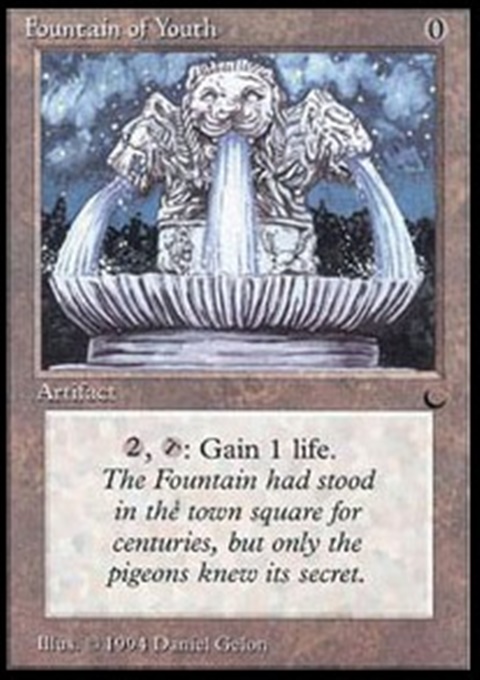 Fountain of Youth 0
Artifact
2, : Gain 1 life.
The Fountain had stood
in the town square for
centuries, but only the
pigeons knew its secret.
Illus. © 1994 Daniel Gelon